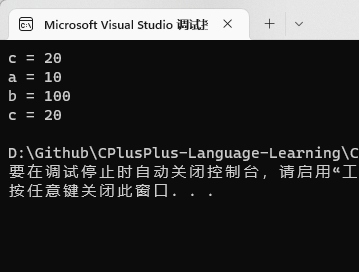 Microsoft Visual Studio 调试
c = 20
a = 10
b = 100
c = 20
D:\Github\CPlusPlus-Language-Learning\C
要在调试停止时自动关闭控制台，请启用“工
按任意键关闭此窗口. . .